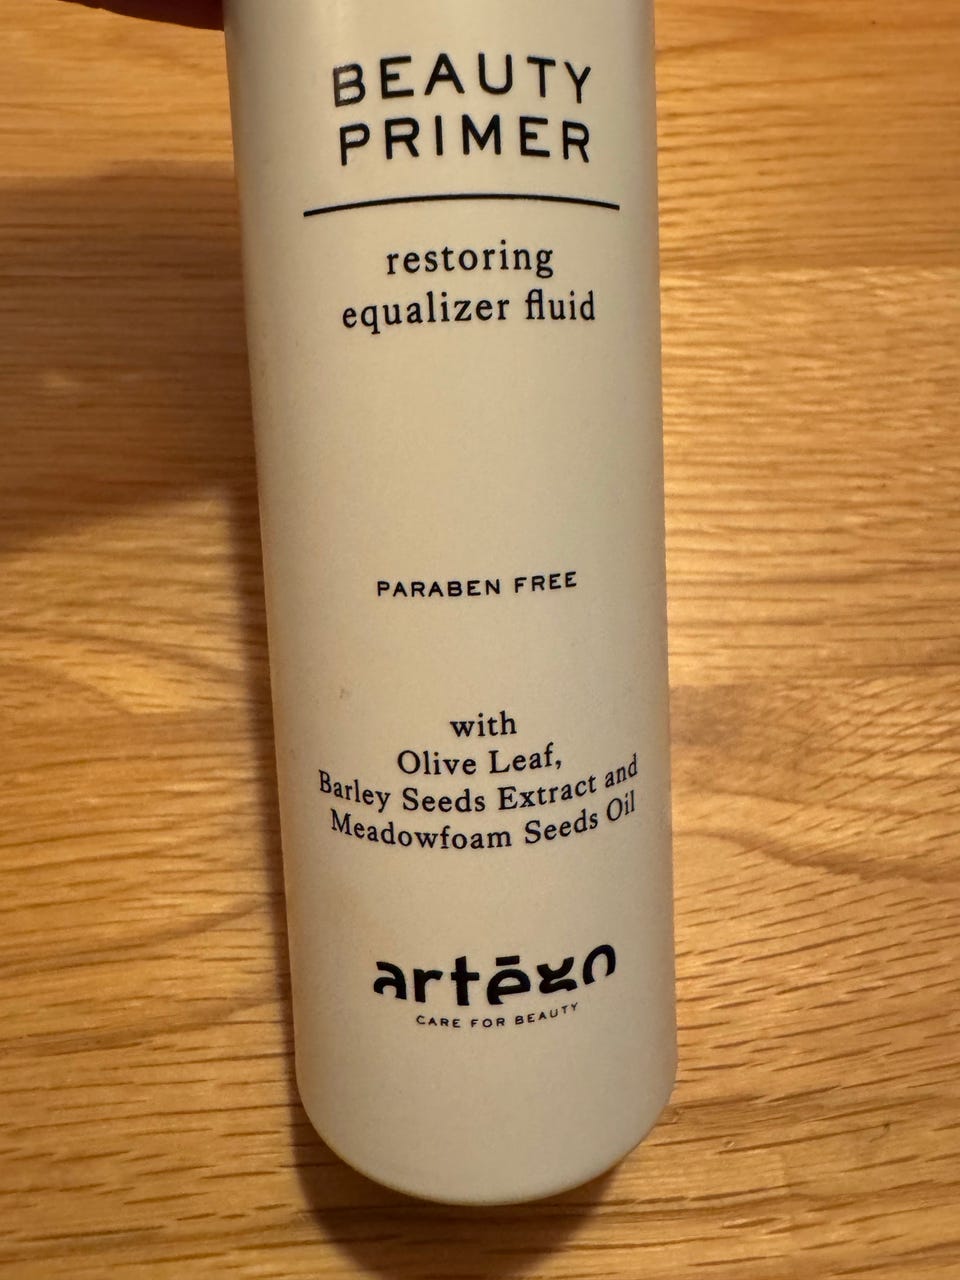 BEAUTY
PRIMER
restoring
equalizer fluid
PARABEN FREE
with
Olive Leaf,
Barley Seeds Extract and
Meadowfoam Seeds Oil
artēgo
CARE FOR BEAUTY